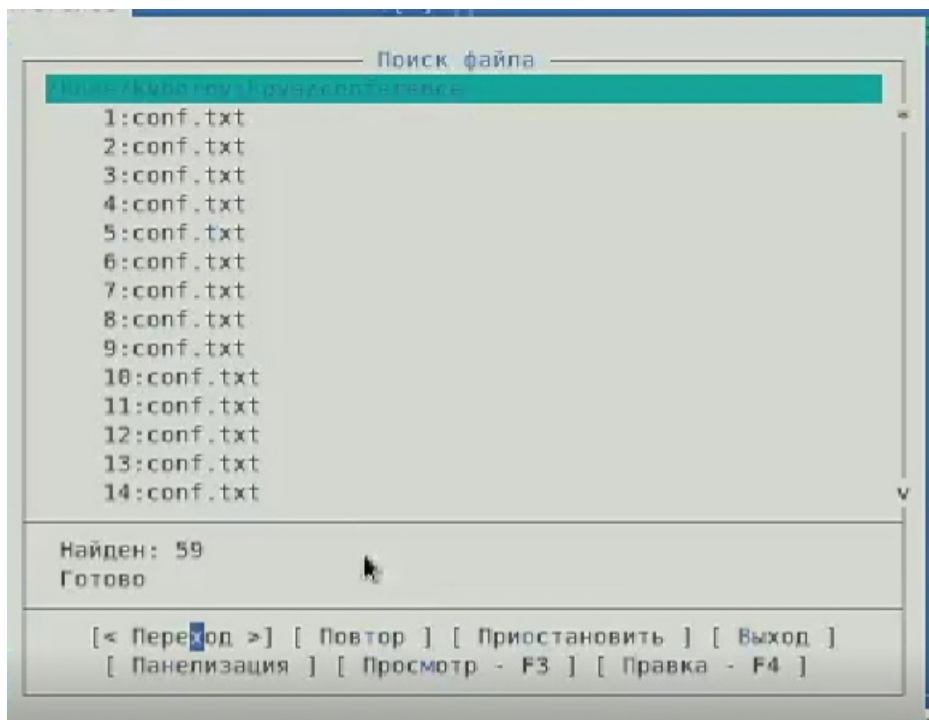 Поиск файла
1:conf.txt
2:conf.txt
3:conf.txt
4:conf.txt
5:conf.txt
6:conf.txt
7:conf.txt
8:conf.txt
9:conf.txt
10:conf.txt
11:conf.txt
12:conf.txt
13:conf.txt
14:conf.txt
Найден: 59
Готово
[< Переход >] [ Повтор ] [ Приостановить ] [ Выход ]
[ Панелизация ] [ Просмотр - F3 ] [ Правка - F4 ]